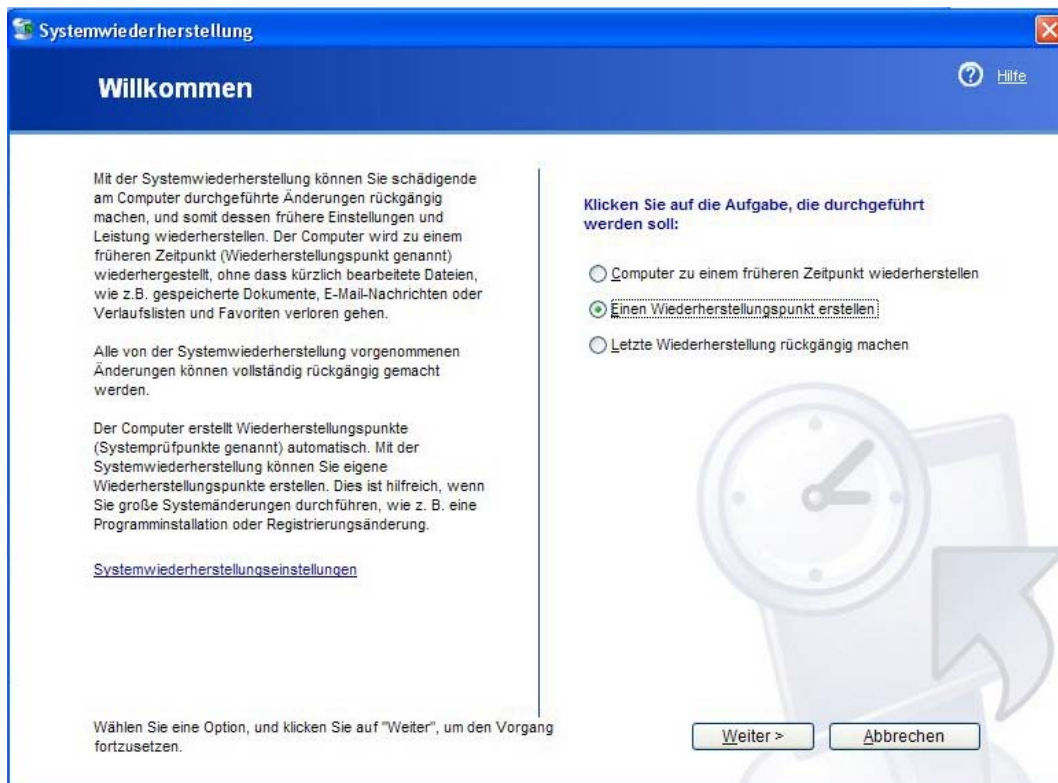 Systemwiederherstellung
Willkommen
Hilfe
Mit der Systemwiederherstellung können Sie schädigende
am Computer durchgeführte Änderungen rückgängig
machen, und somit dessen frühere Einstellungen und
Leistung wiederherstellen. Der Computer wird zu einem
früheren Zeitpunkt (Wiederherstellungspunkt genannt)
wiederhergestellt, ohne dass kürzlich bearbeitete Dateien,
wie z.B. gespeicherte Dokumente, E-Mail-Nachrichten oder
Verlaufslisten und Favoriten verloren gehen.
Alle von der Systemwiederherstellung vorgenommenen
Änderungen können vollständig rückgängig gemacht
werden.
Der Computer erstellt Wiederherstellungspunkte
(Systemprüfpunkte genannt) automatisch. Mit der
Systemwiederherstellung können Sie eigene
Wiederherstellungspunkte erstellen. Dies ist hilfreich, wenn
Sie große Systemänderungen durchführen, wie z. B. eine
Programminstallation oder Registrierungsänderung.
Systemwiederherstellungseinstellungen
Klicken Sie auf die Aufgabe, die durchgeführt
werden soll:
Computer zu einem früheren Zeitpunkt wiederherstellen
Einen Wiederherstellungspunkt erstellen
Letzte Wiederherstellung rückgängig machen
Wählen Sie eine Option, und klicken Sie auf "Weiter", um den Vorgang
fortzusetzen.
Weiter >
Abbrechen